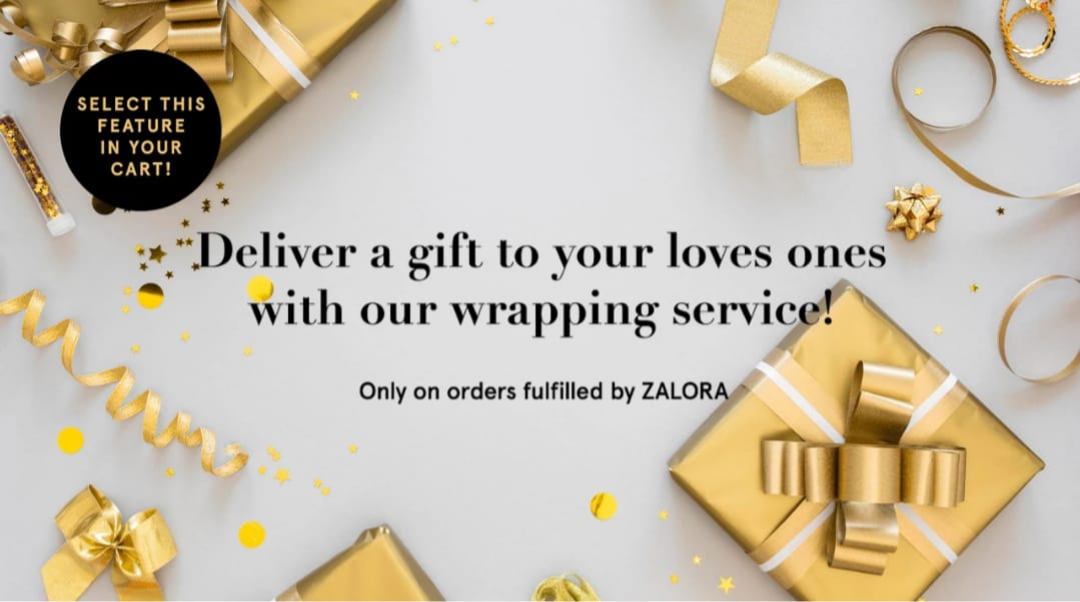 SELECT THIS
FEATURE
IN YOUR
CART!
Deliver a gift to your loves ones
with our wrapping service!
Only on orders fulfilled by ZALORA